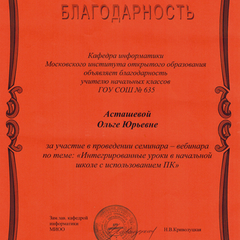 БЛАГОДАРНОСТЬ
Кафедра информатики
Московского института открытого образования
объявляет благодарность
учителю начальных классов
ГОУ СОШ № 635
Асташевой
Ольге Юрьевне
за участие в проведении семинара – вебинара
по теме: «Интегрированные уроки в начальной
школе с использованием ПК»
Зав. каф. кафедрой
информатики
МИОО